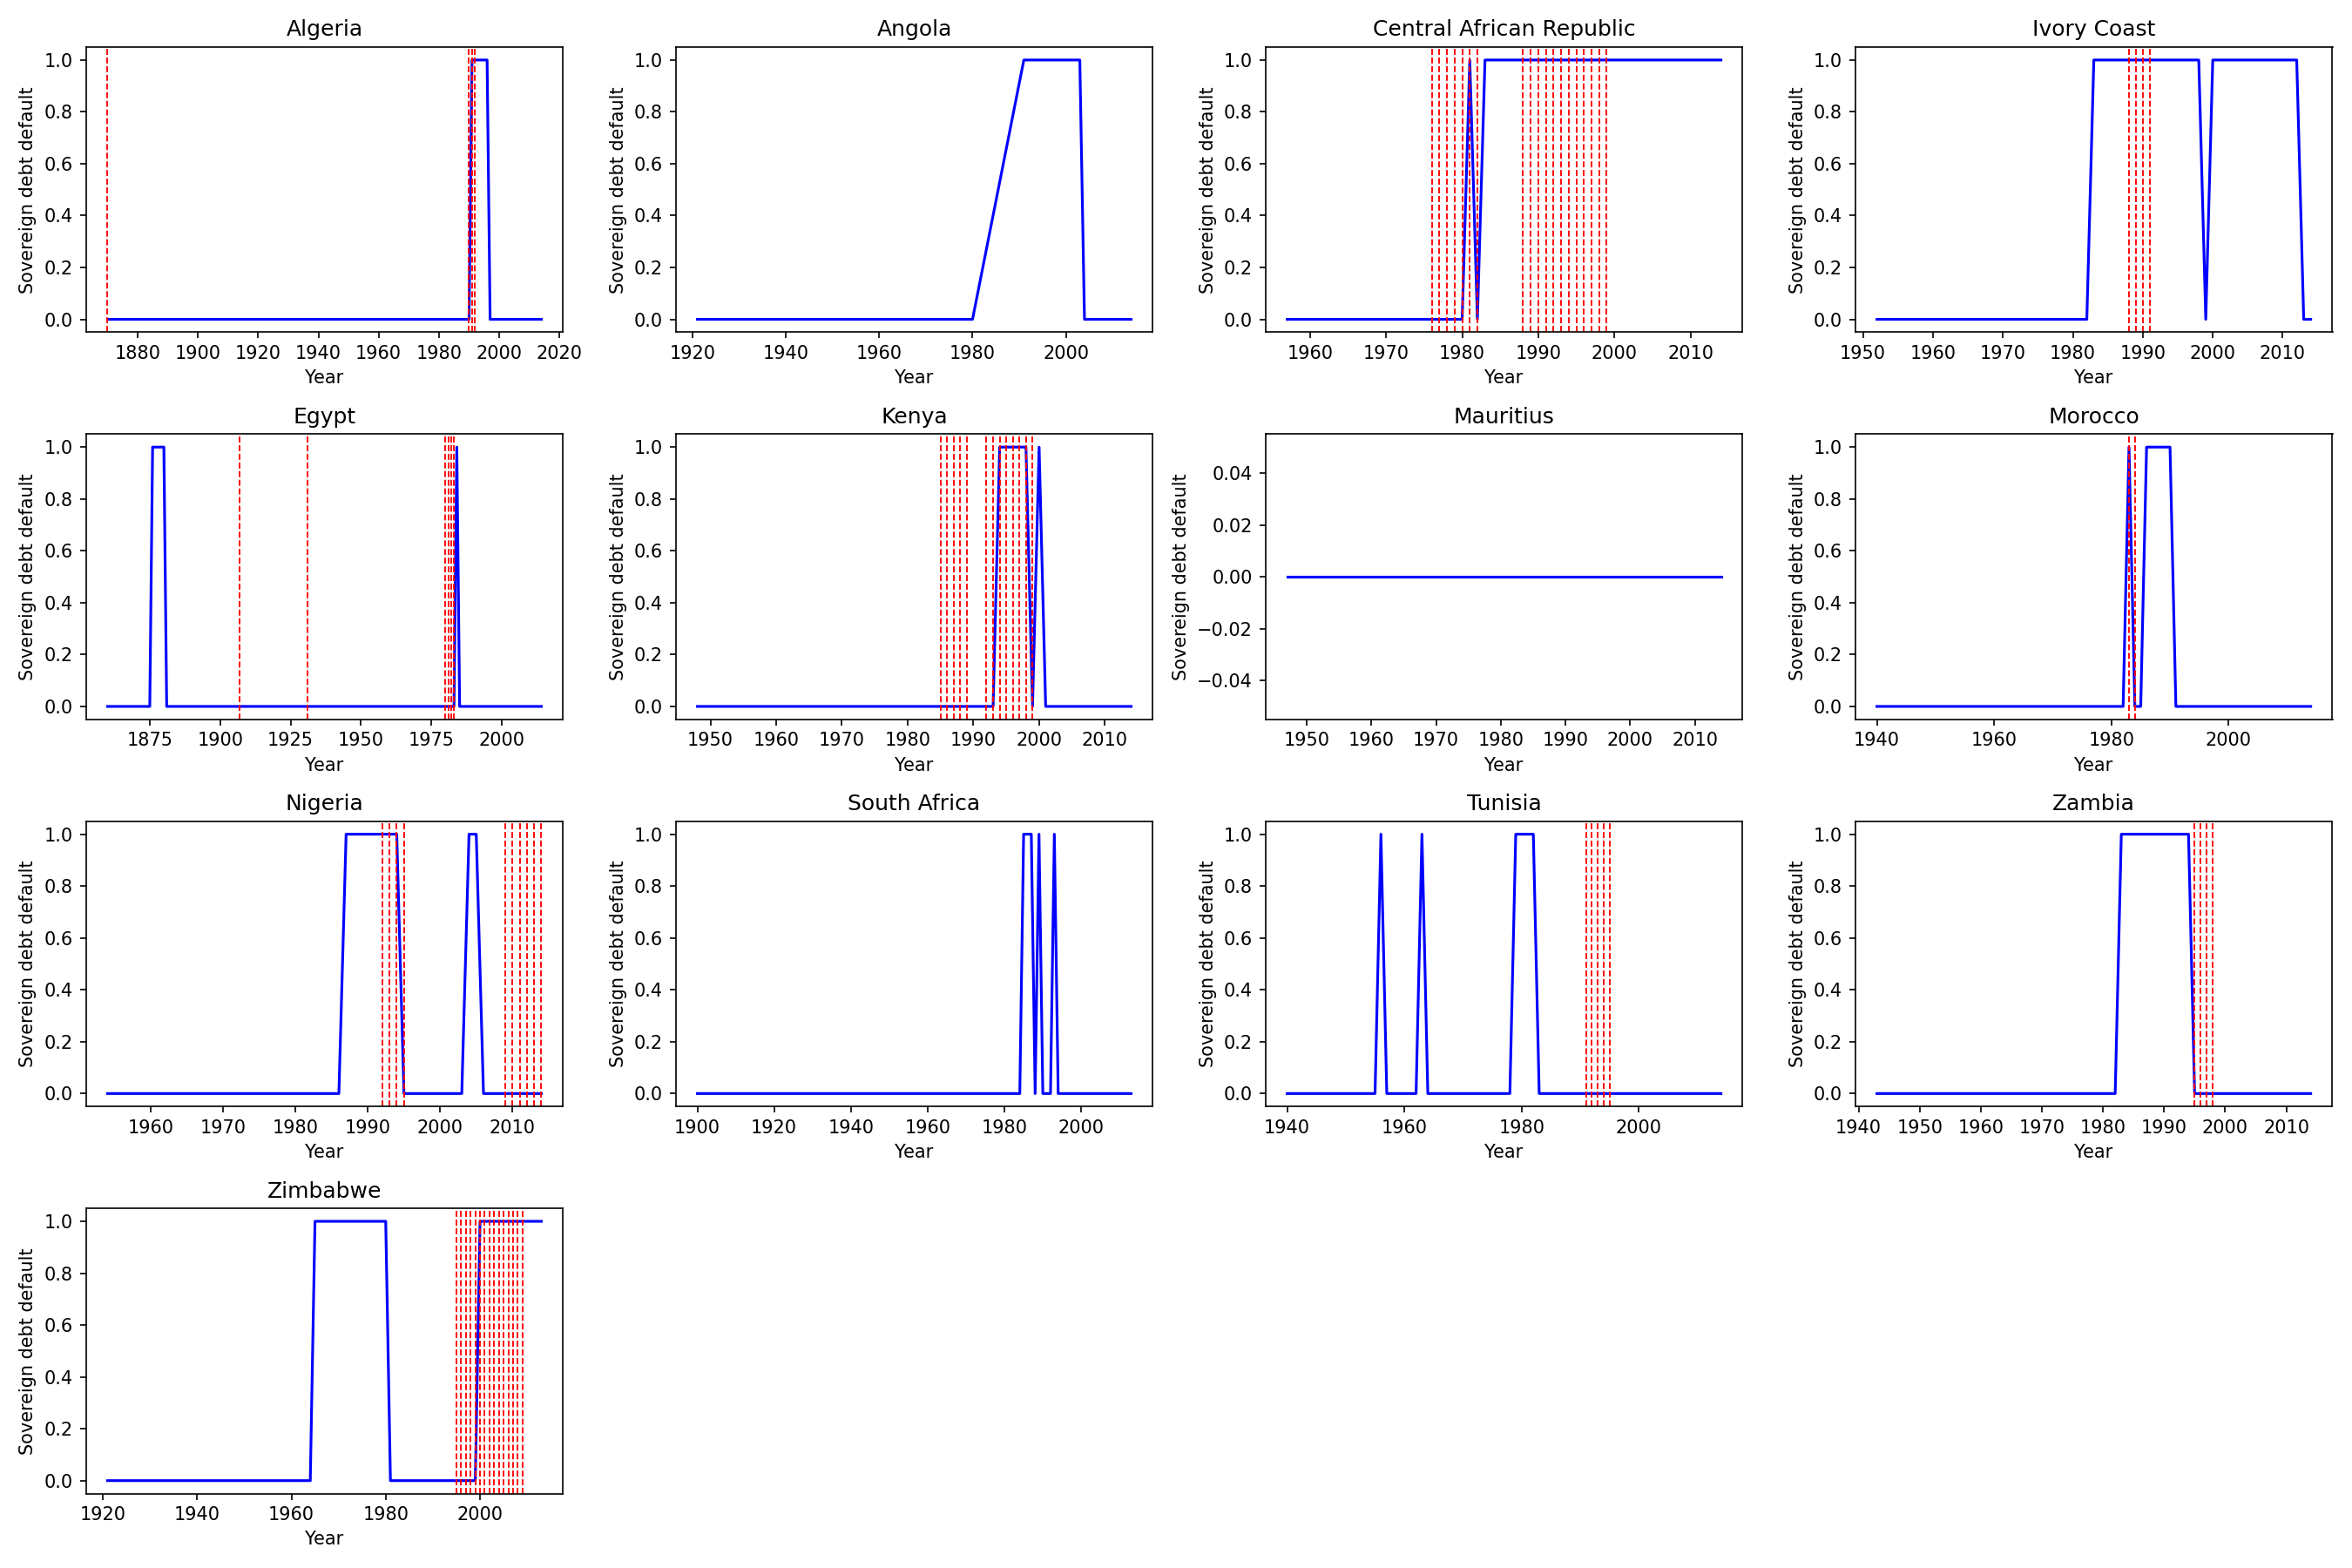 Algeria
Sovereign debt default
1.0
0.8
0.6
0.4
0.2
0.0
1880 1900 1920 1940 1960 1980 2000 2020
Year
Angola
Sovereign debt default
1.0
0.8
0.6
0.4
0.2
0.0
1920 1940 1960 1980 2000
Year
Central African Republic
Sovereign debt default
1.0
0.8
0.6
0.4
0.2
0.0
1960 1970 1980 1990 2000 2010
Year
Ivory Coast
Sovereign debt default
1.0
0.8
0.6
0.4
0.2
0.0
1950 1960 1970 1980 1990 2000 2010
Year
Egypt
Sovereign debt default
1.0
0.8
0.6
0.4
0.2
0.0
1875 1900 1925 1950 1975 2000
Year
Kenya
Sovereign debt default
1.0
0.8
0.6
0.4
0.2
0.0
1950 1960 1970 1980 1990 2000 2010
Year
Mauritius
Sovereign debt default
0.04
0.02
0.00
−0.02
−0.04
1950 1960 1970 1980 1990 2000 2010
Year
Morocco
Sovereign debt default
1.0
0.8
0.6
0.4
0.2
0.0
1940 1960 1980 2000
Year
Nigeria
Sovereign debt default
1.0
0.8
0.6
0.4
0.2
0.0
1960 1970 1980 1990 2000 2010
Year
South Africa
Sovereign debt default
1.0
0.8
0.6
0.4
0.2
0.0
1900 1920 1940 1960 1980 2000
Year
Tunisia
Sovereign debt default
1.0
0.8
0.6
0.4
0.2
0.0
1940 1960 1980 2000
Year
Zambia
Sovereign debt default
1.0
0.8
0.6
0.4
0.2
0.0
1940 1950 1960 1970 1980 1990 2000 2010
Year
Zimbabwe
Sovereign debt default
1.0
0.8
0.6
0.4
0.2
0.0
1920 1940 1960 1980 2000
Year